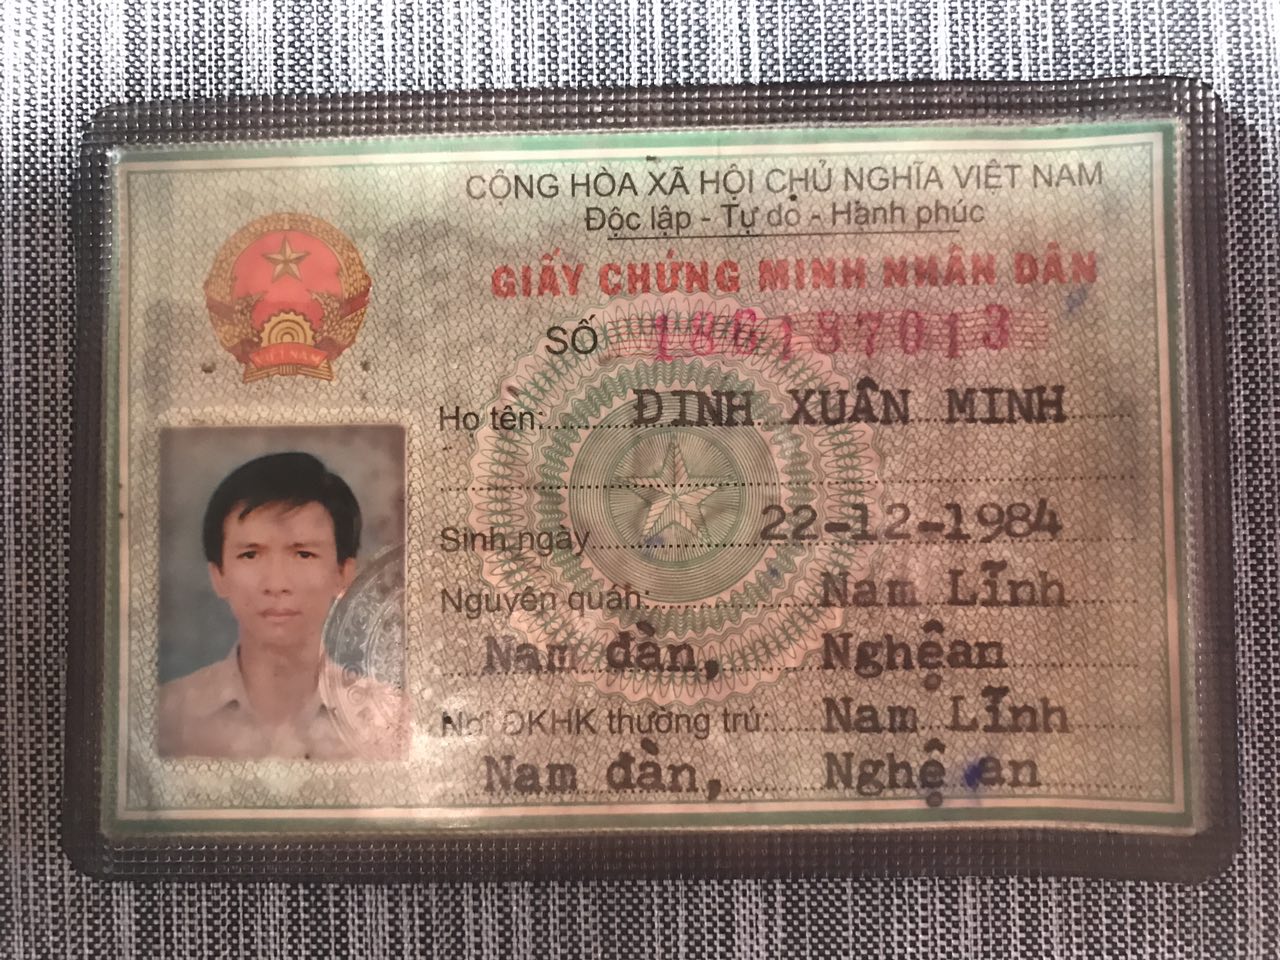 CỘNG HÒA XÃ HỘI CHỦ NGHĨA VIỆT NAM
Độc lập - Tự do - Hạnh phúc
GIẤY CHỨNG MINH NHÂN DÂN
SỐ 186187013
VIỆT NAM
Họ tên: ĐINH XUÂN MINH
Sinh ngày 22-12-1984
Nguyên quán: Nam Lĩnh
Nam đàn, Nghệan
Nơi ĐKHK thường trú: Nam Lĩnh
Nam đàn, Nghệ an